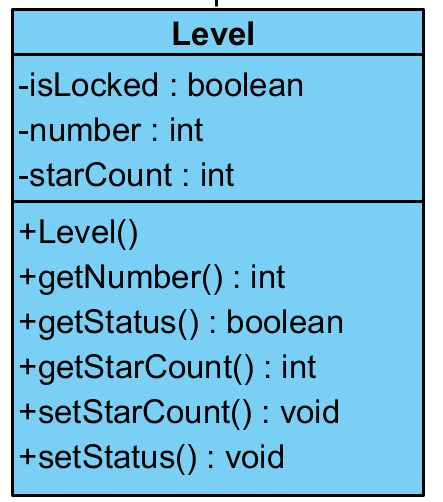 Level
-isLocked : boolean
-number : int
-starCount : int
+Level()
+getNumber() : int
+getStatus() : boolean
+getStarCount() : int
+setStarCount() : void
+setStatus() : void